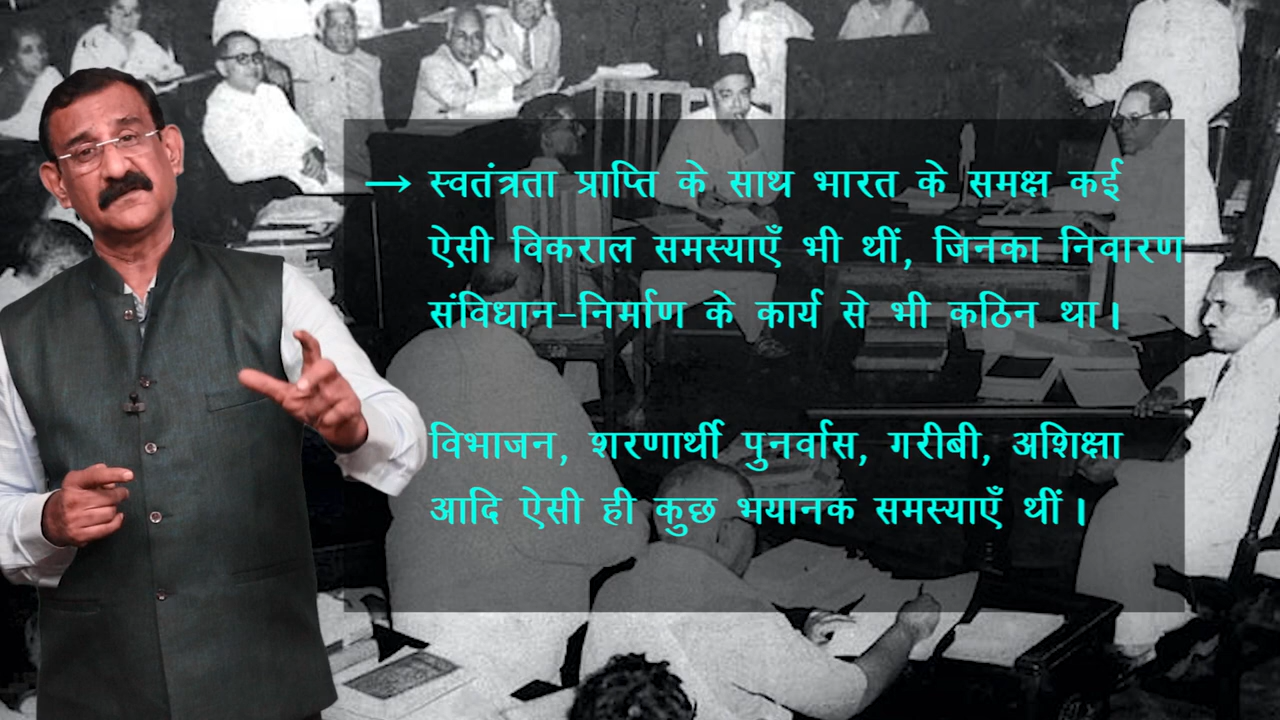 → स्वतंत्रता प्राप्ति के साथ भारत के समक्ष कई
ऐसी विकराल समस्याएँ भी थीं, जिनका निवारण
संविधान-निर्माण के कार्य से भी कठिन था।
विभाजन, शरणार्थी पुनर्वास, गरीबी, अशिक्षा
आदि ऐसी ही कुछ भयानक समस्याएँ थीं।